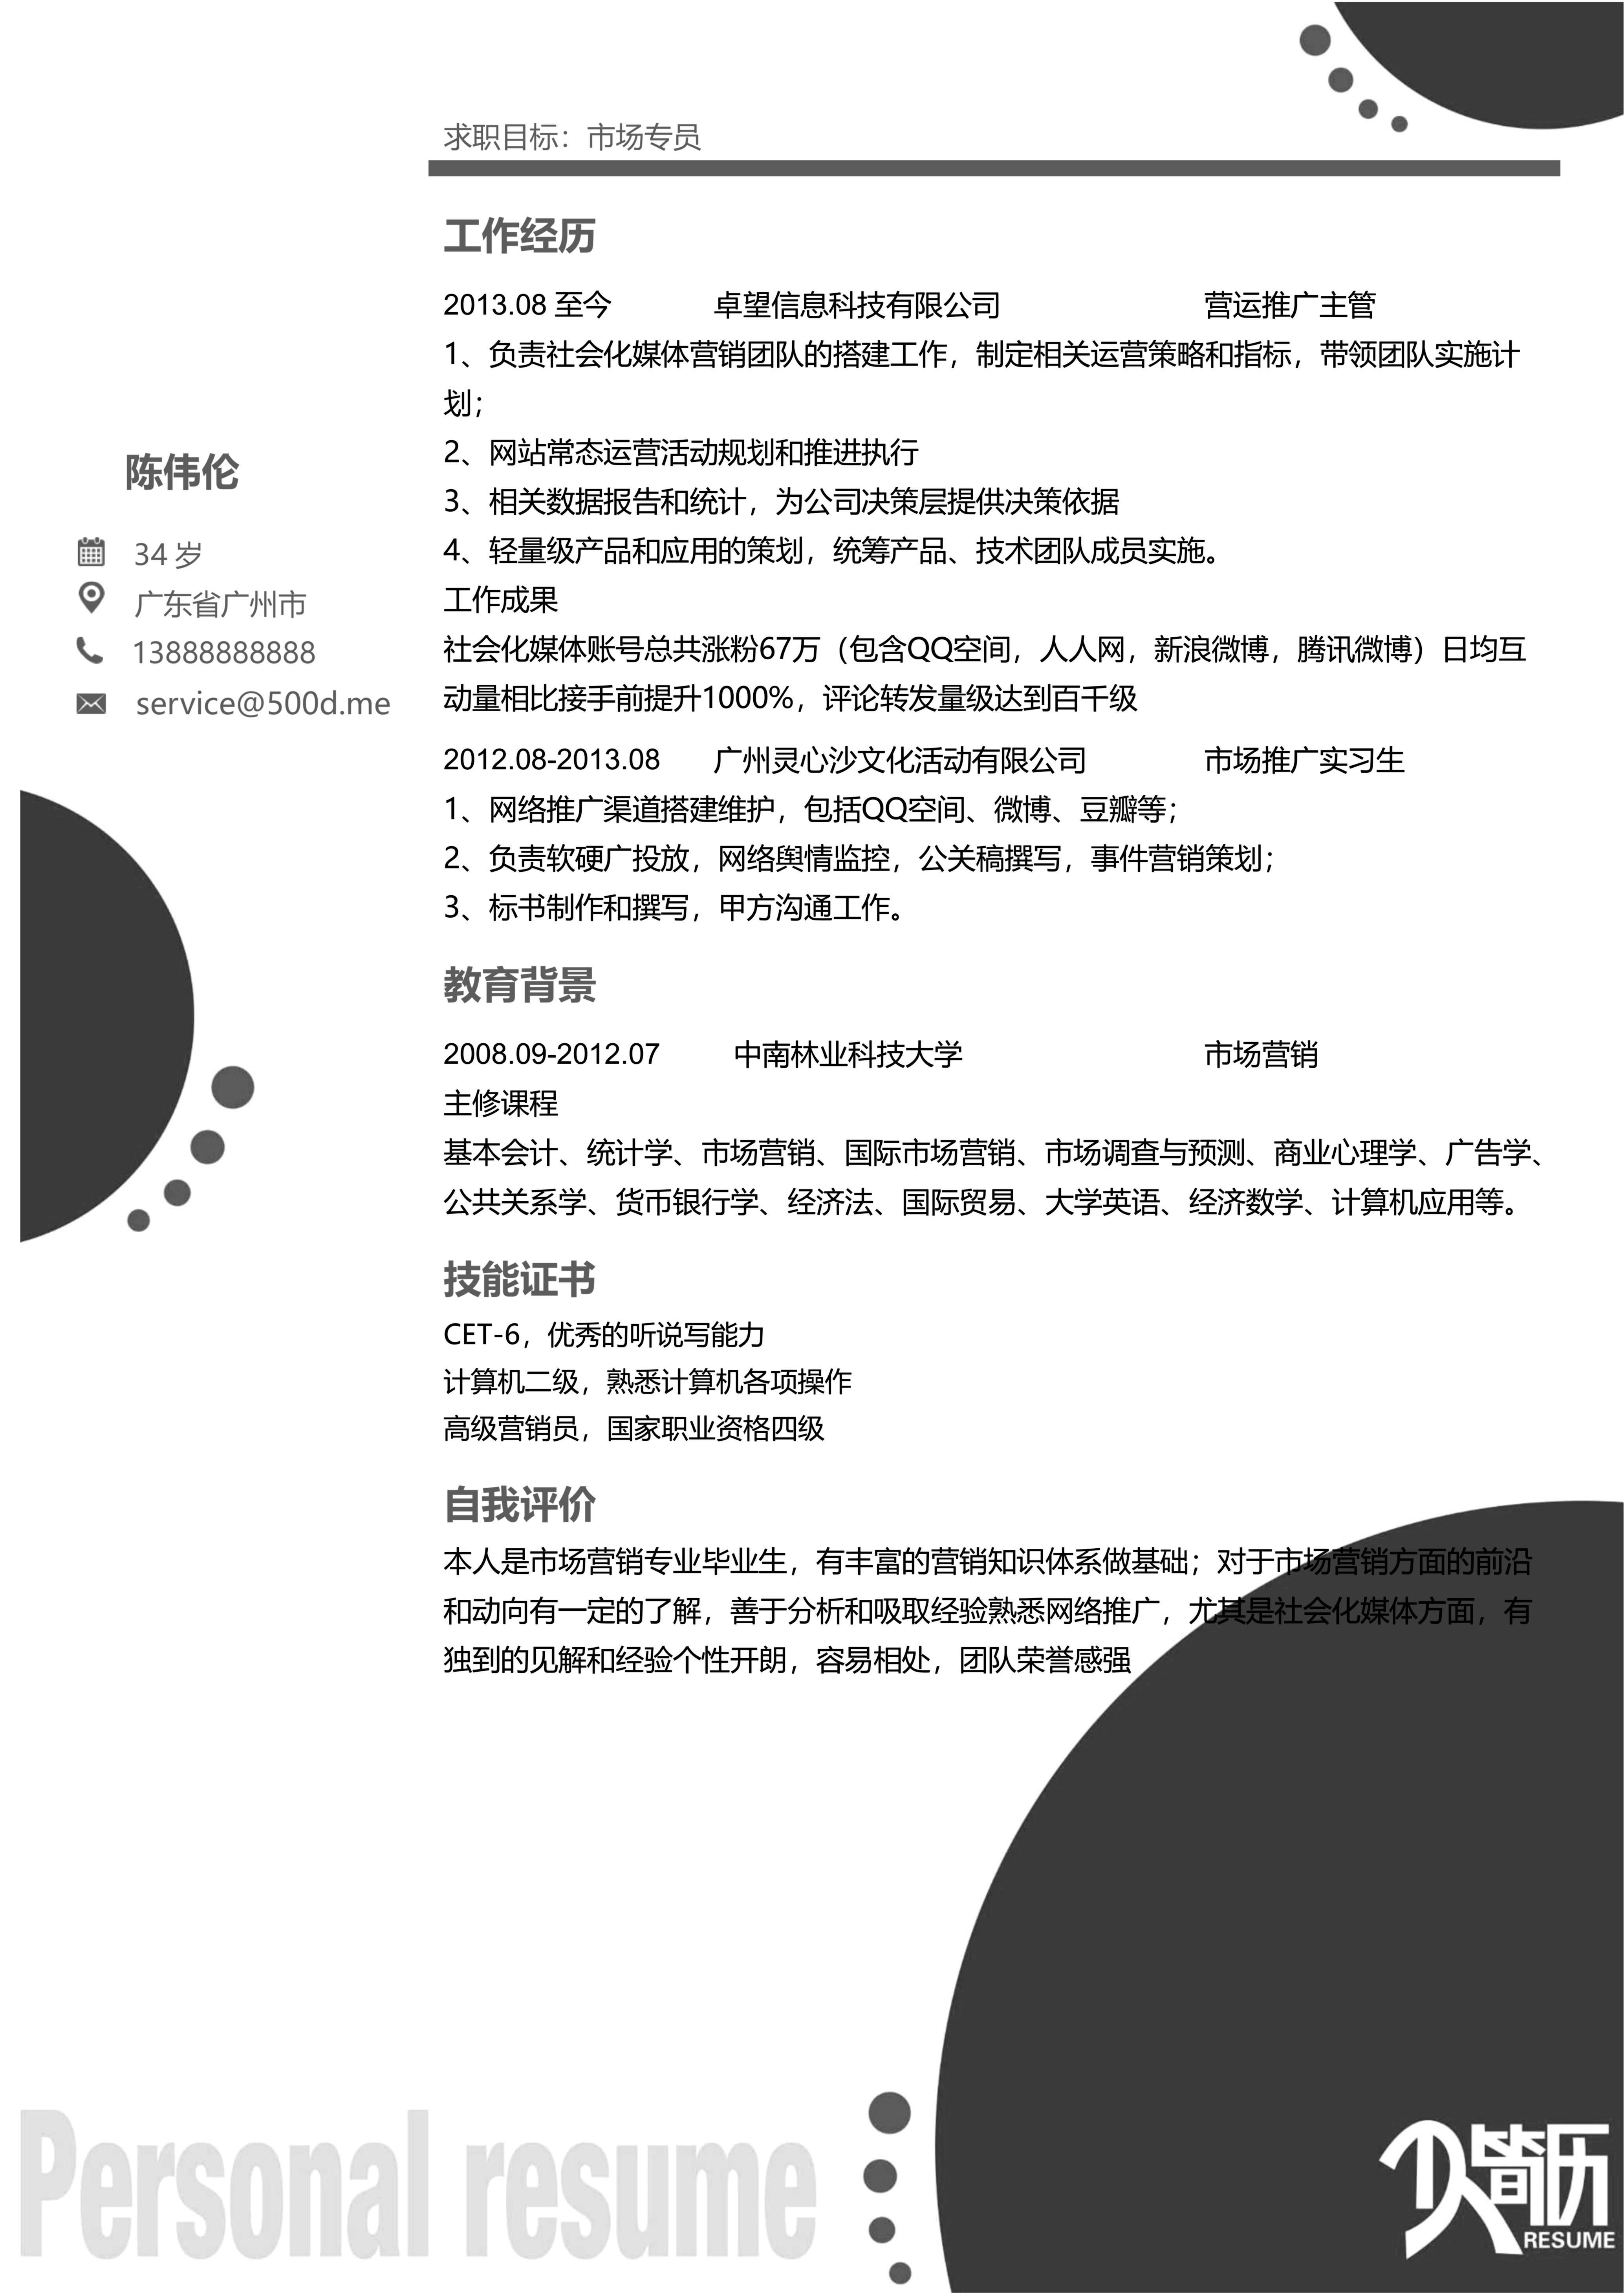 求职目标：市场专员
工作经历
2013.08 至今 卓望信息科技有限公司 营运推广主管
1、负责社会化媒体营销团队的搭建工作，制定相关运营策略和指标，带领团队实施计
划；
2、网站常态运营活动规划和推进执行
3、相关数据报告和统计，为公司决策层提供决策依据
4、轻量级产品和应用的策划，统筹产品、技术团队成员实施。
工作成果
社会化媒体账号总共涨粉67万（包含QQ空间，人人网，新浪微博，腾讯微博）日均互
动量相比接手前提升1000%，评论转发量级达到百千级
2012.08-2013.08 广州灵心沙文化活动有限公司 市场推广实习生
1、网络推广渠道搭建维护，包括QQ空间、微博、豆瓣等；
2、负责软硬广投放，网络舆情监控，公关稿撰写，事件营销策划；
3、标书制作和撰写，甲方沟通工作。
陈伟伦
34 岁
广东省广州市
13888888888
service@500d.me
教育背景
2008.09-2012.07 中南林业科技大学 市场营销
主修课程
基本会计、统计学、市场营销、国际市场营销、市场调查与预测、商业心理学、广告学、
公共关系学、货币银行学、经济法、国际贸易、大学英语、经济数学、计算机应用等。
技能证书
CET-6，优秀的听说写能力
计算机二级，熟悉计算机各项操作
高级营销员，国家职业资格四级
自我评价
本人是市场营销专业毕业生，有丰富的营销知识体系做基础；对于市场营销方面的前沿
和动向有一定的了解，善于分析和吸取经验熟悉网络推广，尤其是社会化媒体方面，有
独到的见解和经验个性开朗，容易相处，团队荣誉感强
Personal resume
个人简历
RESUME